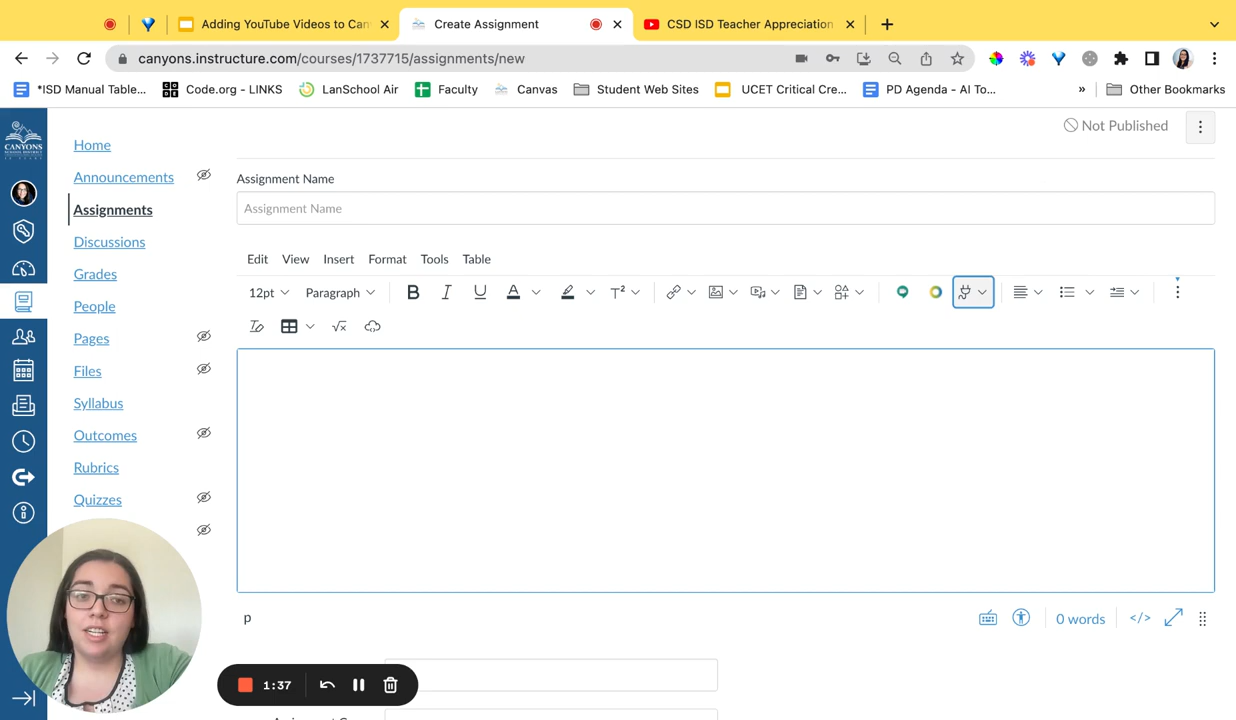 Adding YouTube Videos to Can
Create Assignment
CSD ISD Teacher Appreciation
canyons.instructure.com/courses/1737715/assignments/new
*ISD Manual Table...
Code.org - LINKS
LanSchool Air
Faculty
Canvas
Student Web Sites
UCET Critical Cre...
PD Agenda - AI To...
»
Other Bookmarks
CANYONS
Home
Announcements
Assignments
Discussions
Grades
People
Pages
Files
Syllabus
Outcomes
Rubrics
Quizzes
Not Published
Assignment Name
Assignment Name
Edit View Insert Format Tools Table
12pt Paragraph B I U A T²
√x
p
0 words
</>
1:37